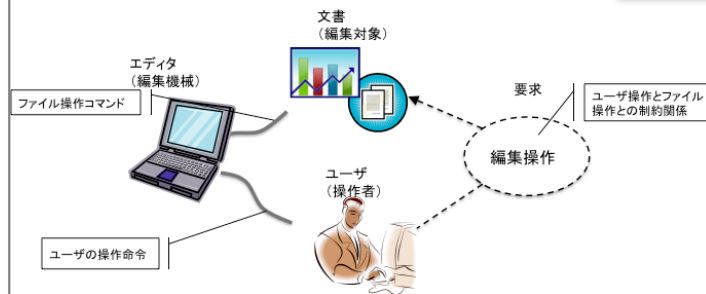 文書
（編集対象）
エディタ
（編集機械）
ファイル操作コマンド
要求
ユーザ操作とファイル
操作との制約関係
編集操作
ユーザ
（操作者）
ユーザの操作命令